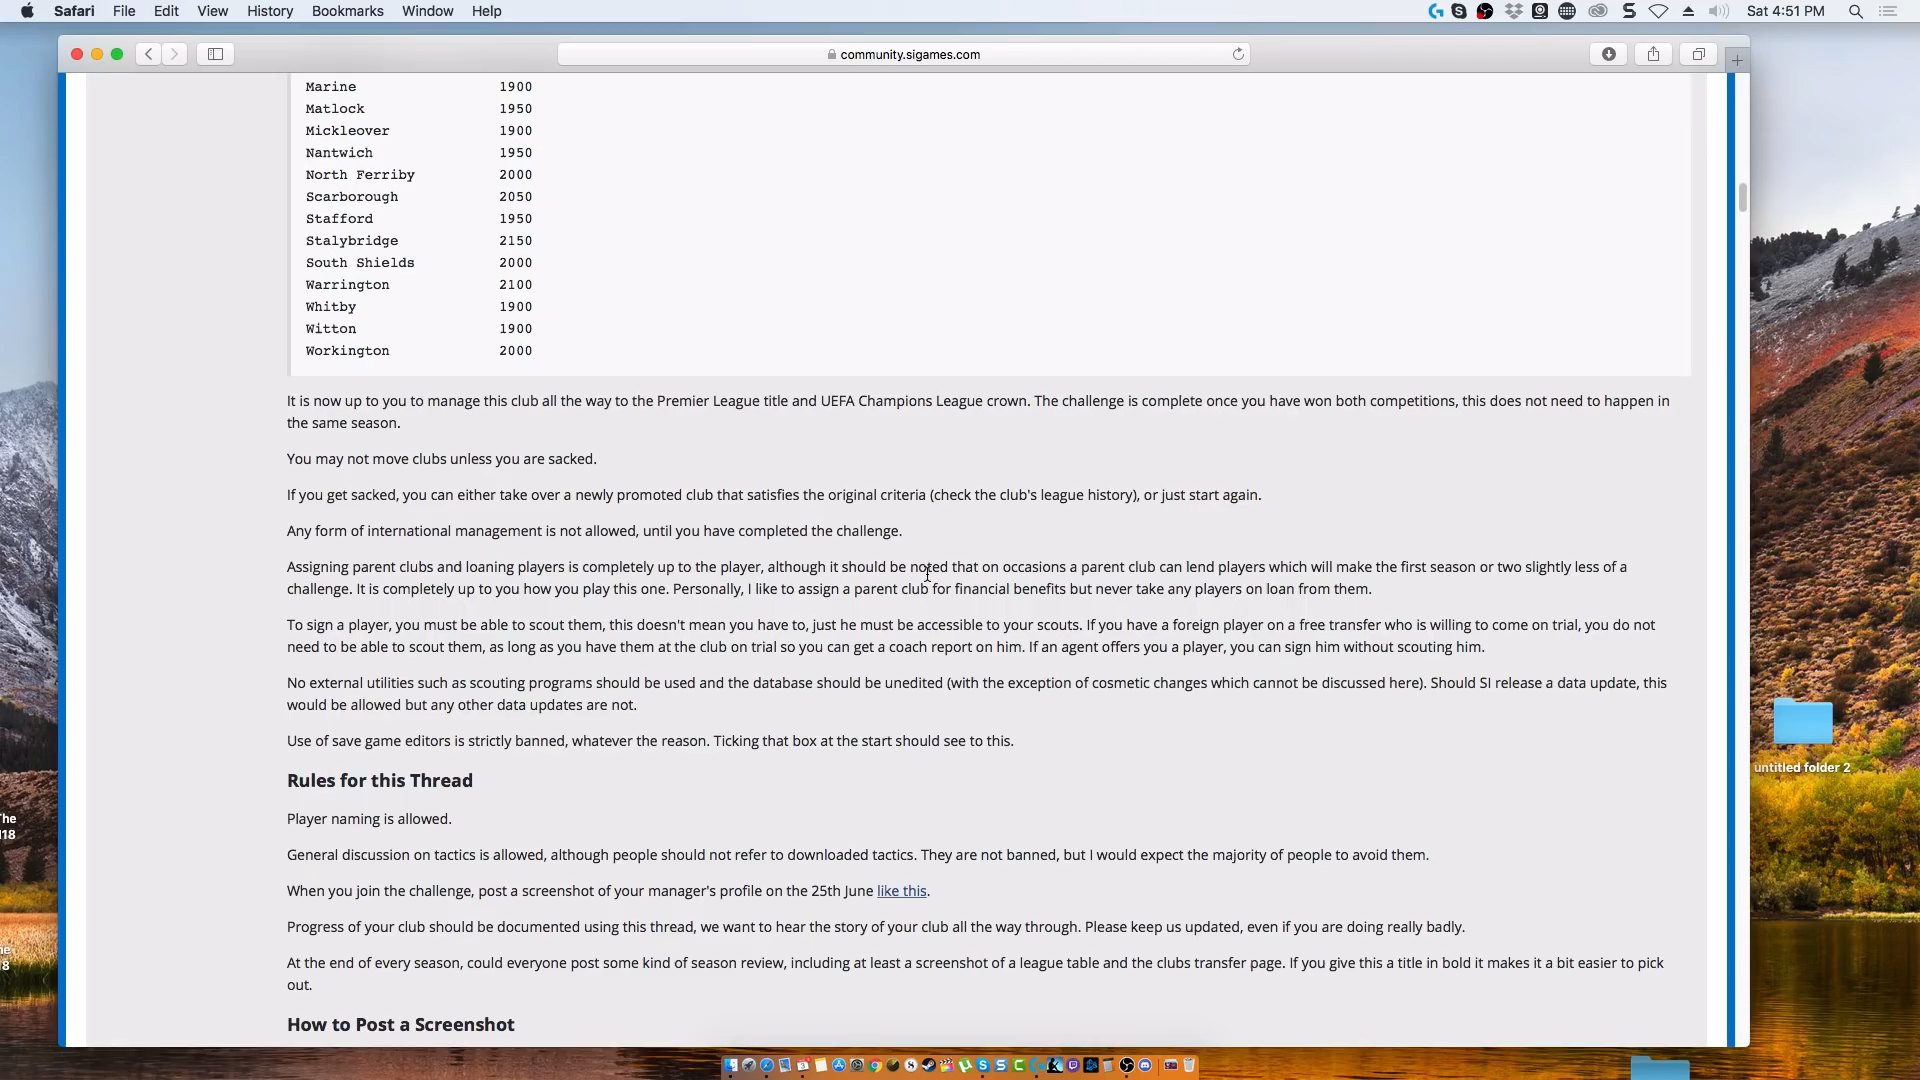 Safari File Edit View History Bookmarks Window Help Sat 4:51 PM
community.sigames.com
Marine 1900
Matlock 1950
Mickleover 1900
Nantwich 1950
North Ferriby 2000
Scarborough 2050
Stafford 1950
Stalybridge 2150
South Shields 2000
Warrington 2100
Whitby 1900
Witton 1900
Workington 2000
It is now up to you to manage this club all the way to the Premier League title and UEFA Champions League crown. The challenge is complete once you have won both competitions, this does not need to happen in
the same season.
You may not move clubs unless you are sacked.
If you get sacked, you can either take over a newly promoted club that satisfies the original criteria (check the club's league history), or just start again.
Any form of international management is not allowed, until you have completed the challenge.
Assigning parent clubs and loaning players is completely up to the player, although it should be noted that on occasions a parent club can lend players which will make the first season or two slightly less of a
challenge. It is completely up to you how you play this one. Personally, I like to assign a parent club for financial benefits but never take any players on loan from them.
To sign a player, you must be able to scout them, this doesn't mean you have to, just he must be accessible to your scouts. If you have a foreign player on a free transfer who is willing to come on trial, you do not
need to be able to scout them, as long as you have them at the club on trial so you can get a coach report on him. If an agent offers you a player, you can sign him without scouting him.
No external utilities such as scouting programs should be used and the database should be unedited (with the exception of cosmetic changes which cannot be discussed here). Should SI release a data update, this
would be allowed but any other data updates are not.
Use of save game editors is strictly banned, whatever the reason. Ticking that box at the start should see to this.
untitled folder 2
Rules for this Thread
Player naming is allowed.
General discussion on tactics is allowed, although people should not refer to downloaded tactics. They are not banned, but I would expect the majority of people to avoid them.
When you join the challenge, post a screenshot of your manager's profile on the 25th June like this.
Progress of your club should be documented using this thread, we want to hear the story of your club all the way through. Please keep us updated, even if you are doing really badly.
At the end of every season, could everyone post some kind of season review, including at least a screenshot of a league table and the clubs transfer page. If you give this a title in bold it makes it a bit easier to pick
out.
How to Post a Screenshot